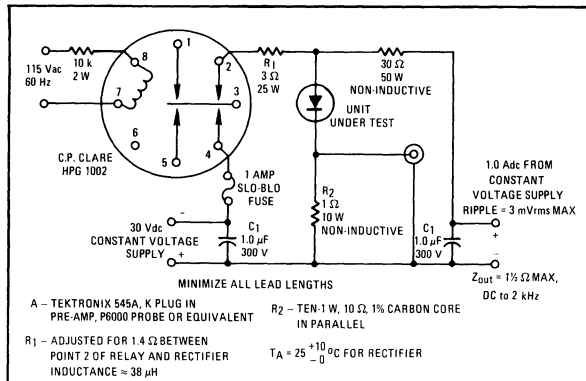 115 Vac
60 Hz
10 k
2 W
8
7
6
1
2
3
4
5
C.P. CLARE
HPG 1002
R1
3 Ω
25 W
30 Ω
50 W
NON-INDUCTIVE
UNIT
UNDER TEST
1 AMP
SLO-BLO
FUSE
R2
1 Ω
10 W
NON-INDUCTIVE
1.0 Adc FROM
CONSTANT
VOLTAGE SUPPLY
RIPPLE = 3 mVrms MAX
30 Vdc
CONSTANT VOLTAGE
SUPPLY
-
+
C1
1.0 μF
300 V
C1
1.0 μF
300 V
+
-
Zout ≈ 1½ Ω MAX,
DC to 2 kHz
MINIMIZE ALL LEAD LENGTHS
A – TEKTRONIX 545A, K PLUG IN
PRE-AMP, P6000 PROBE OR EQUIVALENT
R1 – ADJUSTED FOR 1.4 Ω BETWEEN
POINT 2 OF RELAY AND RECTIFIER
INDUCTANCE ≈ 38 μH
R2 – TEN-1 W, 10 Ω, 1% CARBON CORE
IN PARALLEL
TA = 25 +10 -0 °C FOR RECTIFIER